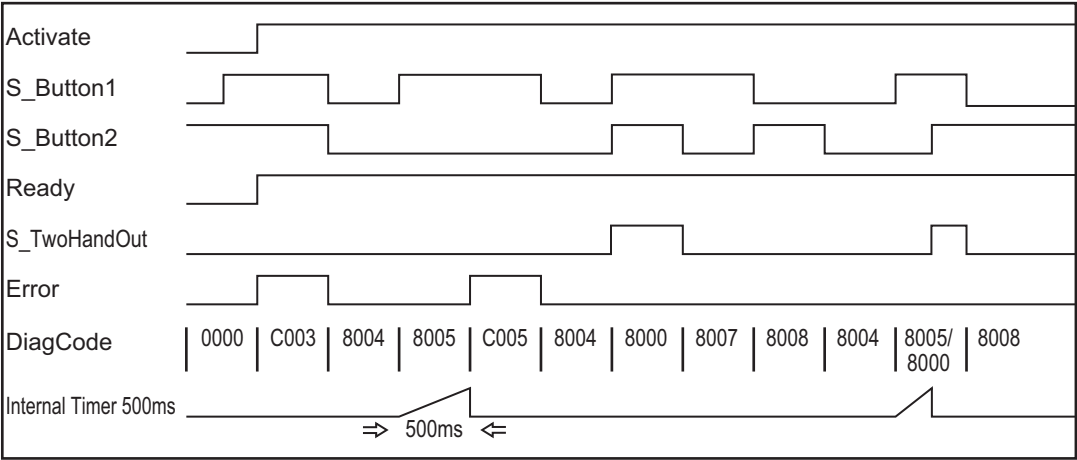 Activate
S_Button1
S_Button2
Ready
S_TwoHandOut
Error
DiagCode 0000 C003 8004 8005 C005 8004 8000 8007 8008 8004 8005/ 8008
8000
Internal Timer 500ms
500ms